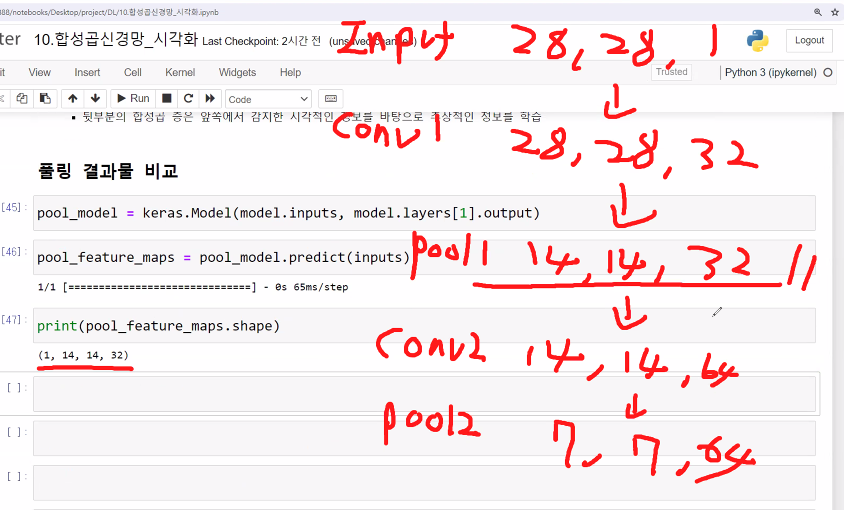 388/notebooks/Desktop/project/DL/10.합성곱신경망_시각화.ipynb
ter 10.합성곱신경망_시각화 Last Checkpoint: 2시간 전 (unsaved changes)
Logout
it View Insert Cell Kernel Widgets Help
Trusted
Python 3 (ipykernel)
Run
Code
Input 28, 28, 1
뒷부분의 합성곱 층은 앞쪽에서 감지한 시각적인 정보를 바탕으로 추상적인 정보를 학습
Conv1 28, 28, 32
풀링 결과물 비교
[45]: pool_model = keras.Model(model.inputs, model.layers[1].output)
[46]: pool_feature_maps = pool_model.predict(inputs)
pool1 14, 14, 32
1/1 [==============================] - 0s 65ms/step
[47]: print(pool_feature_maps.shape)
(1, 14, 14, 32)
Conv2 14, 14, 64
[ ]:
pool2 7, 7, 64
[ ]:
[ ]: